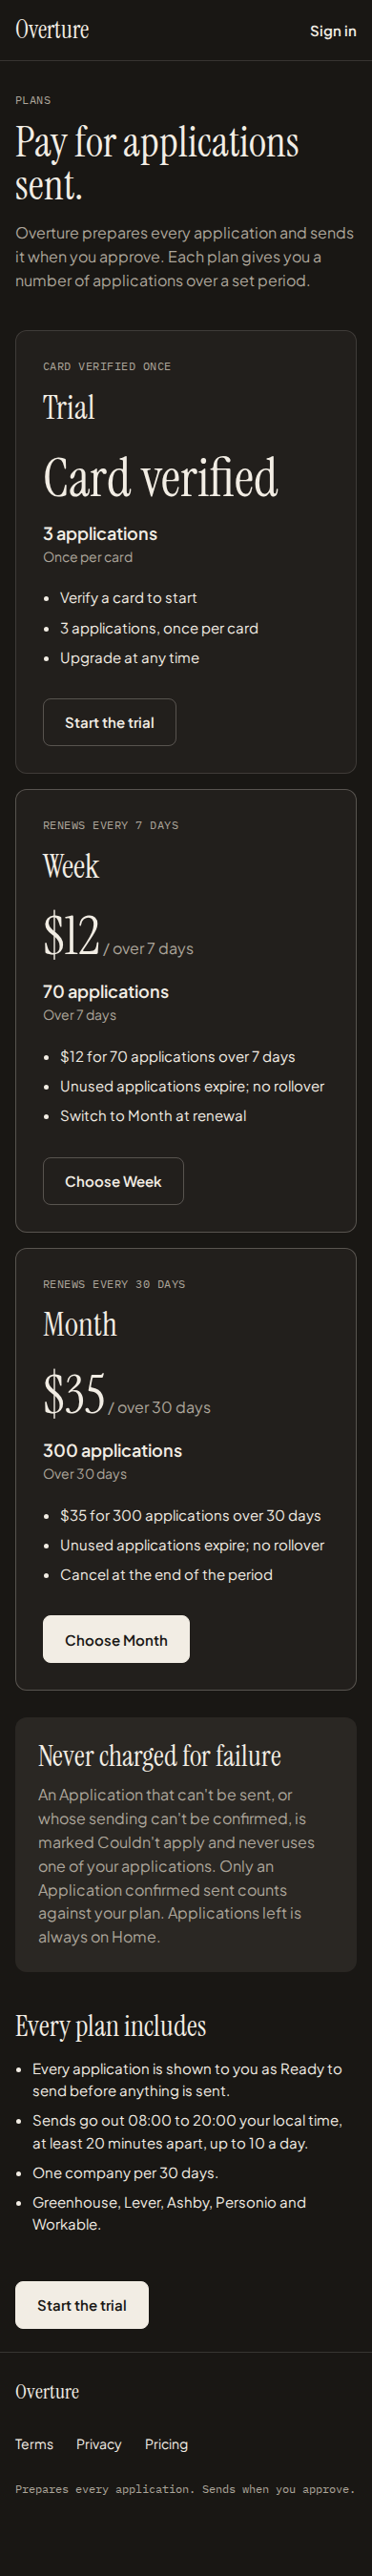 Overture
Sign in
PLANS
Pay for applications
sent.
Overture prepares every application and sends
it when you approve. Each plan gives you a
number of applications over a set period.
CARD VERIFIED ONCE
Trial
Card verified
3 applications
Once per card
• Verify a card to start
• 3 applications, once per card
• Upgrade at any time
Start the trial
RENEWS EVERY 7 DAYS
Week
$12 / over 7 days
70 applications
Over 7 days
• $12 for 70 applications over 7 days
• Unused applications expire; no rollover
• Switch to Month at renewal
Choose Week
RENEWS EVERY 30 DAYS
Month
$35 / over 30 days
300 applications
Over 30 days
• $35 for 300 applications over 30 days
• Unused applications expire; no rollover
• Cancel at the end of the period
Choose Month
Never charged for failure
An Application that can't be sent, or
whose sending can't be confirmed, is
marked Couldn't apply and never uses
one of your applications. Only an
Application confirmed sent counts
against your plan. Applications left is
always on Home.
Every plan includes
• Every application is shown to you as Ready to
send before anything is sent.
• Sends go out 08:00 to 20:00 your local time,
at least 20 minutes apart, up to 10 a day.
• One company per 30 days.
• Greenhouse, Lever, Ashby, Personio and
Workable.
Start the trial
Overture
Terms Privacy Pricing
Prepares every application. Sends when you approve.